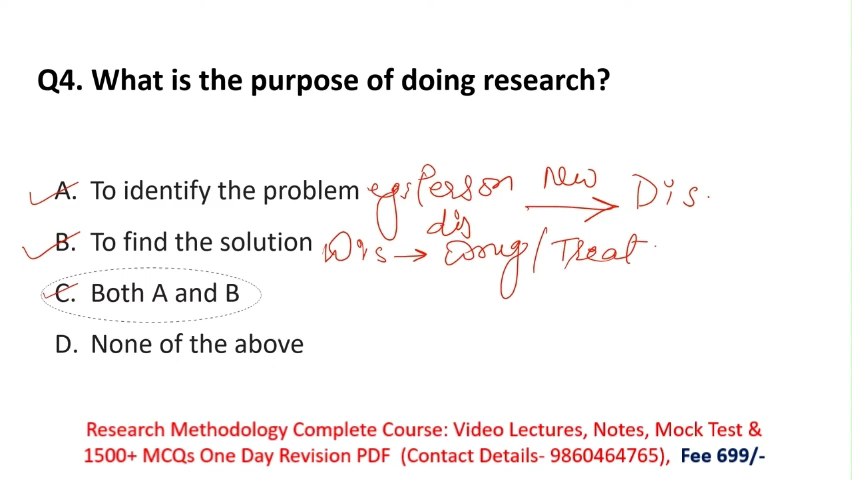 Q4. What is the purpose of doing research?
A. To identify the problem eg: Person New Dis.
dis
B. To find the solution Dis → Drug/Treat
C. Both A and B
D. None of the above
Research Methodology Complete Course: Video Lectures, Notes, Mock Test &
1500+ MCQs One Day Revision PDF (Contact Details- 9860464765), Fee 699/-